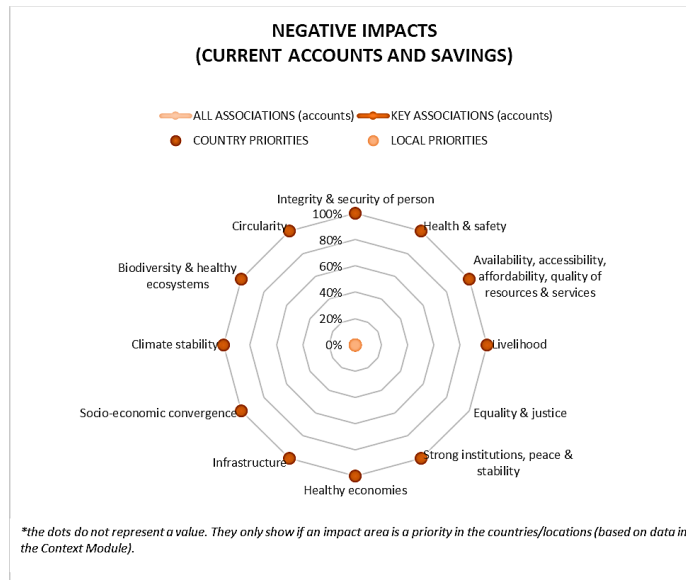 NEGATIVE IMPACTS
(CURRENT ACCOUNTS AND SAVINGS)
ALL ASSOCIATIONS (accounts)
KEY ASSOCIATIONS (accounts)
COUNTRY PRIORITIES
LOCAL PRIORITIES
Integrity & security of person
100%
80%
60%
40%
20%
0%
Health & safety
Availability, accessibility,
affordability, quality of
resources & services
Livelihood
Equality & justice
Strong institutions, peace &
stability
Healthy economies
Infrastructure
Socio-economic convergence
Climate stability
Biodiversity & healthy
ecosystems
Circularity
*the dots do not represent a value. They only show if an impact area is a priority in the countries/locations (based on data in
the Context Module).